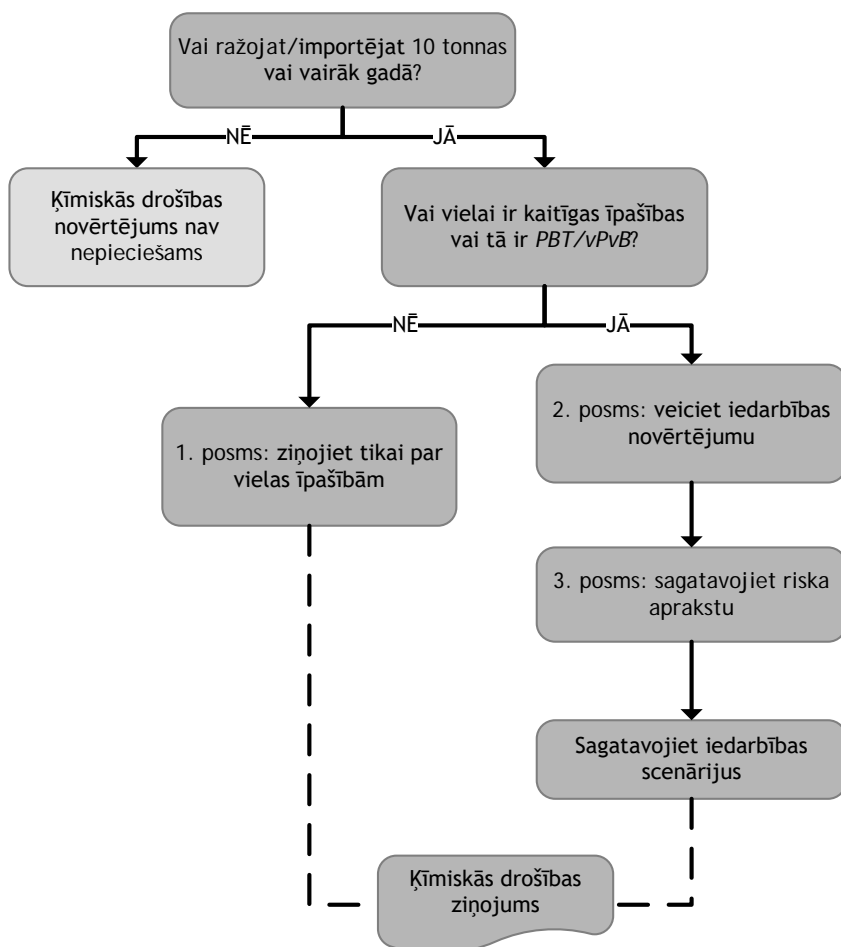 Vai ražojat/importējat 10 tonnas
vai vairāk gadā?
NĒ
JĀ
Ķīmiskās drošības
novērtējums nav
nepieciešams
Vai vielai ir kaitīgas īpašības
vai tā ir PBT/vPvB?
NĒ
JĀ
1. posms: ziņojiet tikai par
vielas īpašībām
2. posms: veiciet iedarbības
novērtējumu
3. posms: sagatavojiet riska
aprakstu
Sagatavojiet iedarbības
scenārijus
Ķīmiskās drošības
ziņojums